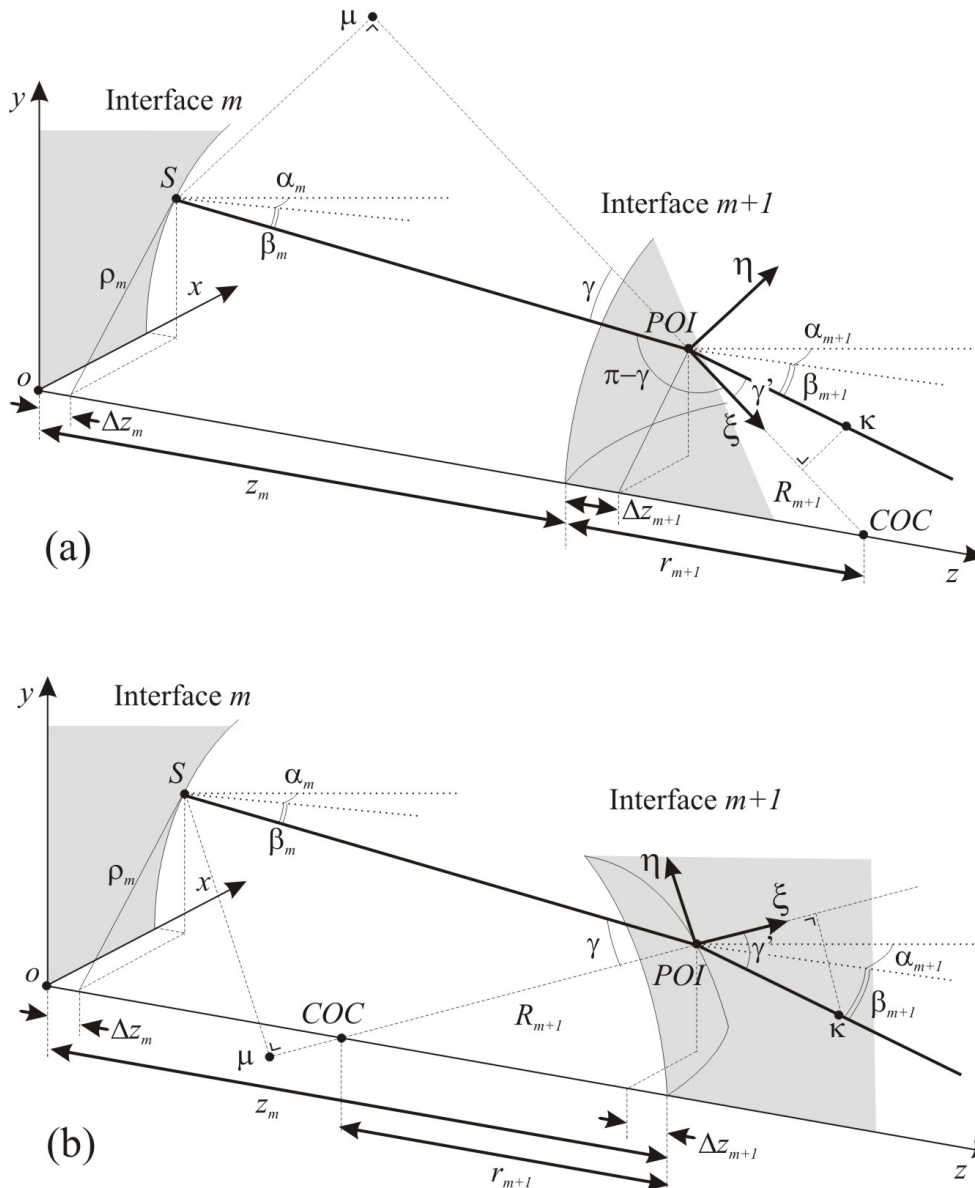 μ
y
Interface m
S
α_m
β_m
Interface m+1
ρ_m
x
γ
η
POI
α_{m+1}
π−γ
γ'
β_{m+1}
o
ξ
κ
Δz_m
z_m
R_{m+1}
Δz_{m+1}
COC
(a)
r_{m+1}
z
y
Interface m
S
α_m
β_m
Interface m+1
ρ_m
x
η
ξ
γ
γ'
POI
α_{m+1}
o
COC
R_{m+1}
κ
β_{m+1}
Δz_m
μ
z_m
(b)
Δz_{m+1}
r_{m+1}
z